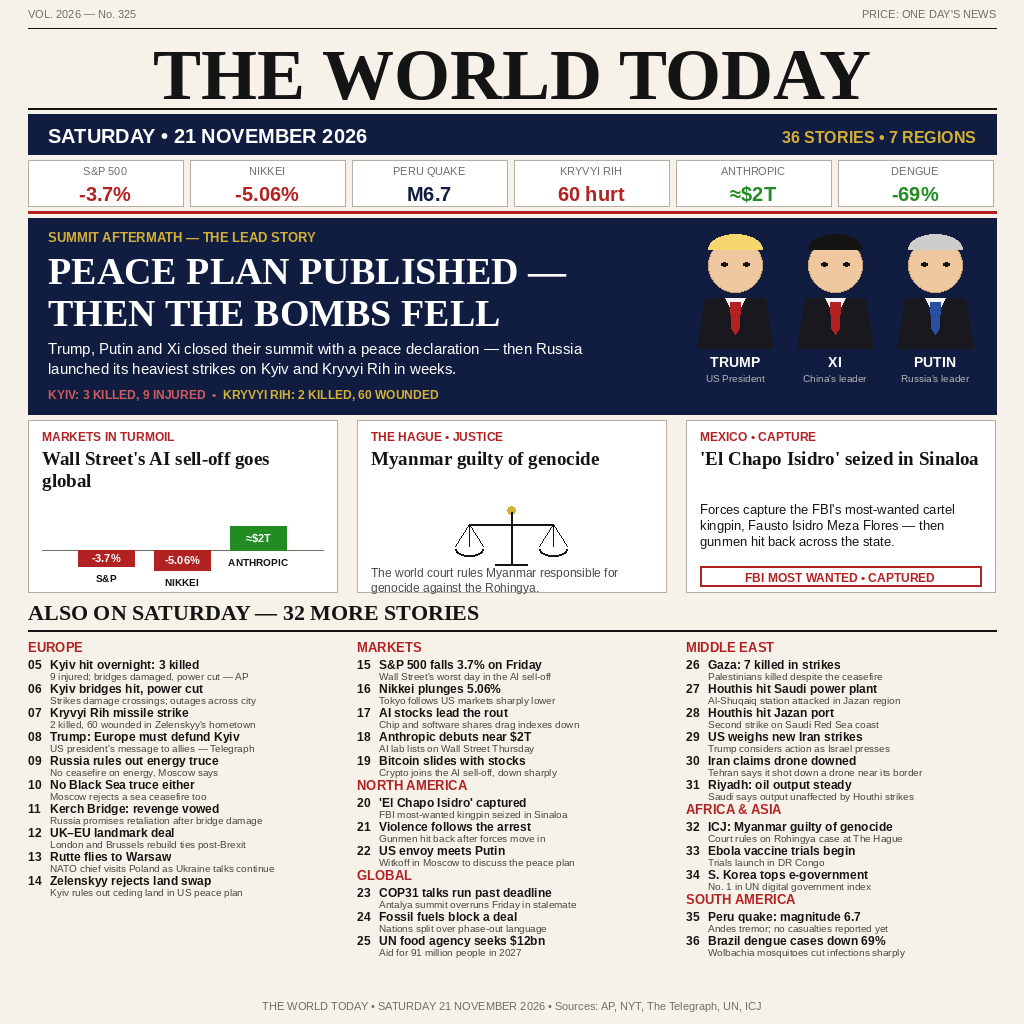 VOL. 2026 — No. 325
PRICE: ONE DAY'S NEWS
THE WORLD TODAY
SATURDAY • 21 NOVEMBER 2026
36 STORIES • 7 REGIONS
S&P 500
-3.7%
NIKKEI
-5.06%
PERU QUAKE
M6.7
KRYVYI RIH
60 hurt
ANTHROPIC
≈$2T
DENGUE
-69%
SUMMIT AFTERMATH — THE LEAD STORY
PEACE PLAN PUBLISHED —
THEN THE BOMBS FELL
Trump, Putin and Xi closed their summit with a peace declaration — then Russia
launched its heaviest strikes on Kyiv and Kryvyi Rih in weeks.
KYIV: 3 KILLED, 9 INJURED • KRYVYI RIH: 2 KILLED, 60 WOUNDED
TRUMP
US President
XI
China's leader
PUTIN
Russia's leader
MARKETS IN TURMOIL
Wall Street's AI sell-off goes
global
-3.7%
S&P
-5.06%
NIKKEI
≈$2T
ANTHROPIC
THE HAGUE • JUSTICE
Myanmar guilty of genocide
The world court rules Myanmar responsible for
genocide against the Rohingya.
MEXICO • CAPTURE
'El Chapo Isidro' seized in Sinaloa
Forces capture the FBI's most-wanted cartel
kingpin, Fausto Isidro Meza Flores — then
gunmen hit back across the state.
FBI MOST WANTED • CAPTURED
ALSO ON SATURDAY — 32 MORE STORIES
EUROPE
05 Kyiv hit overnight: 3 killed
9 injured; bridges damaged, power cut — AP
06 Kyiv bridges hit, power cut
Strikes damage crossings; outages across city
07 Kryvyi Rih missile strike
2 killed, 60 wounded in Zelenskyy's hometown
08 Trump: Europe must defend Kyiv
US president's message to allies — Telegraph
09 Russia rules out energy truce
No ceasefire on energy, Moscow says
10 No Black Sea truce either
Moscow rejects a sea ceasefire too
11 Kerch Bridge: revenge vowed
Russia promises retaliation after bridge damage
12 UK–EU landmark deal
London and Brussels rebuild ties post-Brexit
13 Rutte flies to Warsaw
NATO chief visits Poland as Ukraine talks continue
14 Zelenskyy rejects land swap
Kyiv rules out ceding land in US peace plan
MARKETS
15 S&P 500 falls 3.7% on Friday
Wall Street's worst day in the AI sell-off
16 Nikkei plunges 5.06%
Tokyo follows US markets sharply lower
17 AI stocks lead the rout
Chip and software shares drag indexes down
18 Anthropic debuts near $2T
AI lab lists on Wall Street Thursday
19 Bitcoin slides with stocks
Crypto joins the AI sell-off, down sharply
NORTH AMERICA
20 'El Chapo Isidro' captured
FBI most-wanted kingpin seized in Sinaloa
21 Violence follows the arrest
Gunmen hit back after forces move in
22 US envoy meets Putin
Witkoff in Moscow to discuss the peace plan
GLOBAL
23 COP31 talks run past deadline
Antalya summit overruns Friday in stalemate
24 Fossil fuels block a deal
Nations split over phase-out language
25 UN food agency seeks $12bn
Aid for 91 million people in 2027
MIDDLE EAST
26 Gaza: 7 killed in strikes
Palestinians killed despite the ceasefire
27 Houthis hit Saudi power plant
Al-Shuqaiq station attacked in Jazan region
28 Houthis hit Jazan port
Second strike on Saudi Red Sea coast
29 US weighs new Iran strikes
Trump considers action as Israel presses
30 Iran claims drone downed
Tehran says it shot down a drone near its border
31 Riyadh: oil output steady
Saudi says output unaffected by Houthi strikes
AFRICA & ASIA
32 ICJ: Myanmar guilty of genocide
Court rules on Rohingya case at The Hague
33 Ebola vaccine trials begin
Trials launch in DR Congo
34 S. Korea tops e-government
No. 1 in UN digital government index
SOUTH AMERICA
35 Peru quake: magnitude 6.7
Andes tremor; no casualties reported yet
36 Brazil dengue cases down 69%
Wolbachia mosquitoes cut infections sharply
THE WORLD TODAY • SATURDAY 21 NOVEMBER 2026 • Sources: AP, NYT, The Telegraph, UN, ICJ